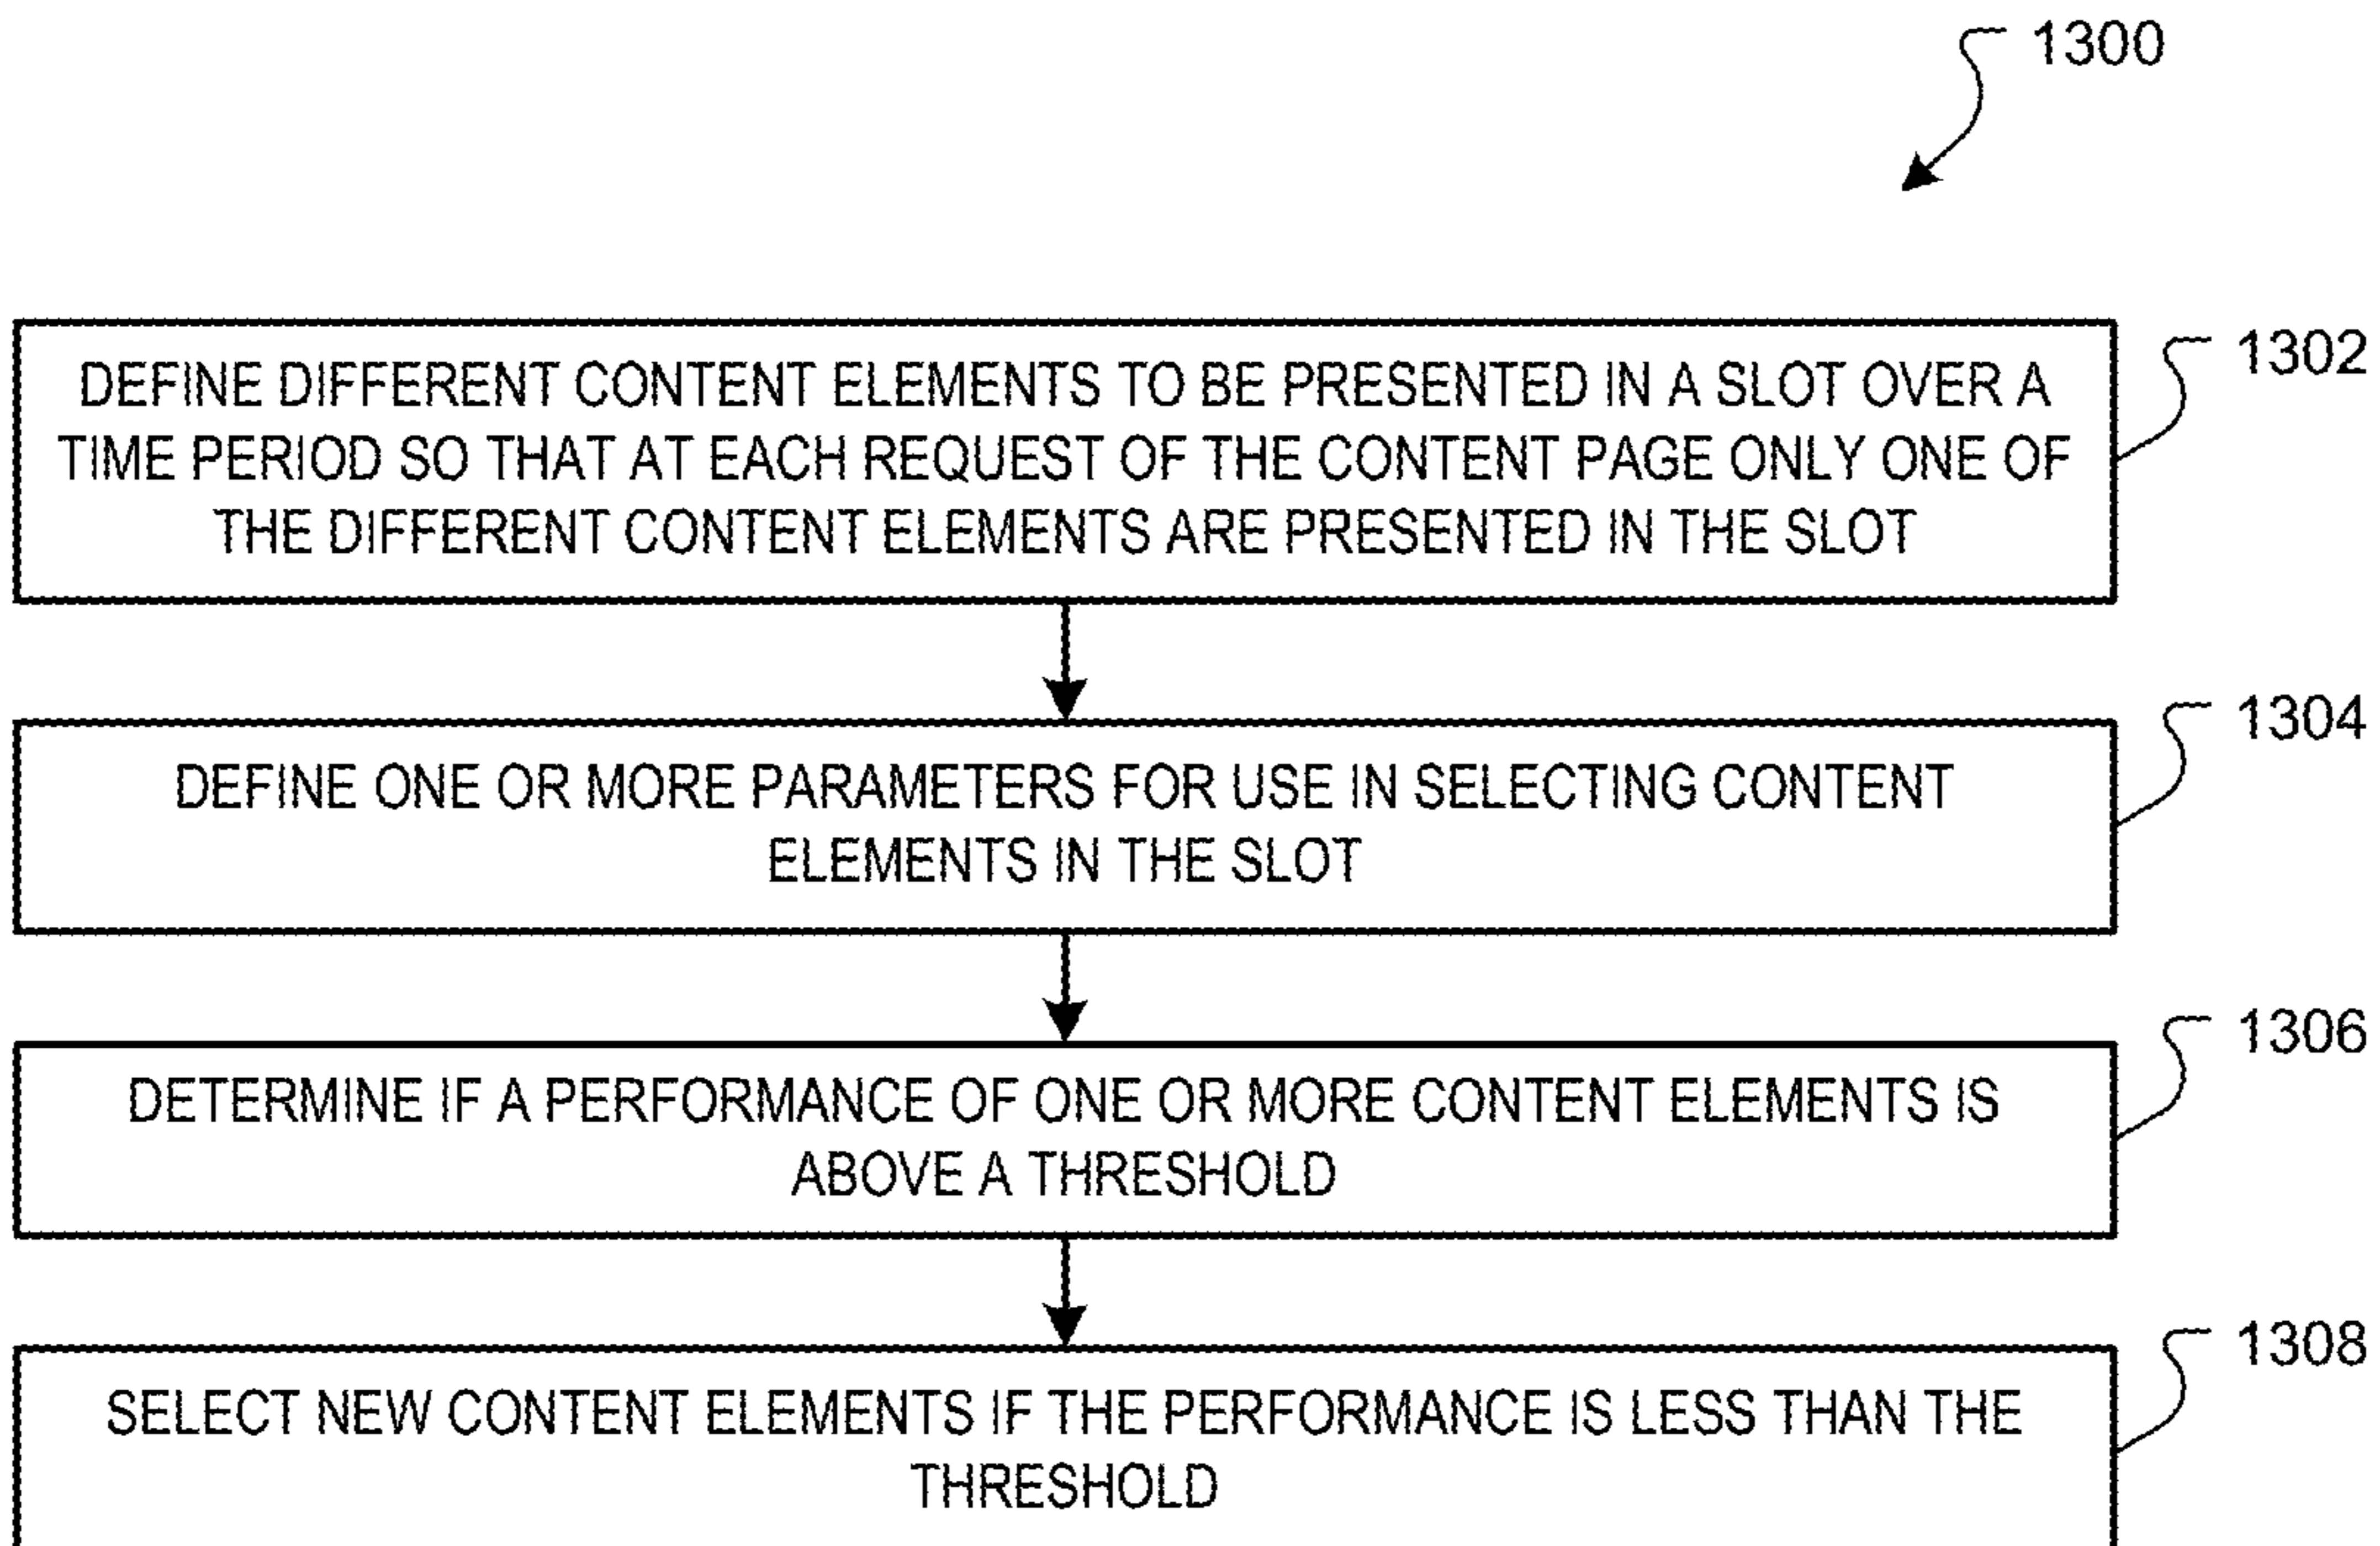 1300
DEFINE DIFFERENT CONTENT ELEMENTS TO BE PRESENTED IN A SLOT OVER A
TIME PERIOD SO THAT AT EACH REQUEST OF THE CONTENT PAGE ONLY ONE OF
THE DIFFERENT CONTENT ELEMENTS ARE PRESENTED IN THE SLOT
1302
DEFINE ONE OR MORE PARAMETERS FOR USE IN SELECTING CONTENT
ELEMENTS IN THE SLOT
1304
DETERMINE IF A PERFORMANCE OF ONE OR MORE CONTENT ELEMENTS IS
ABOVE A THRESHOLD
1306
SELECT NEW CONTENT ELEMENTS IF THE PERFORMANCE IS LESS THAN THE
THRESHOLD
1308